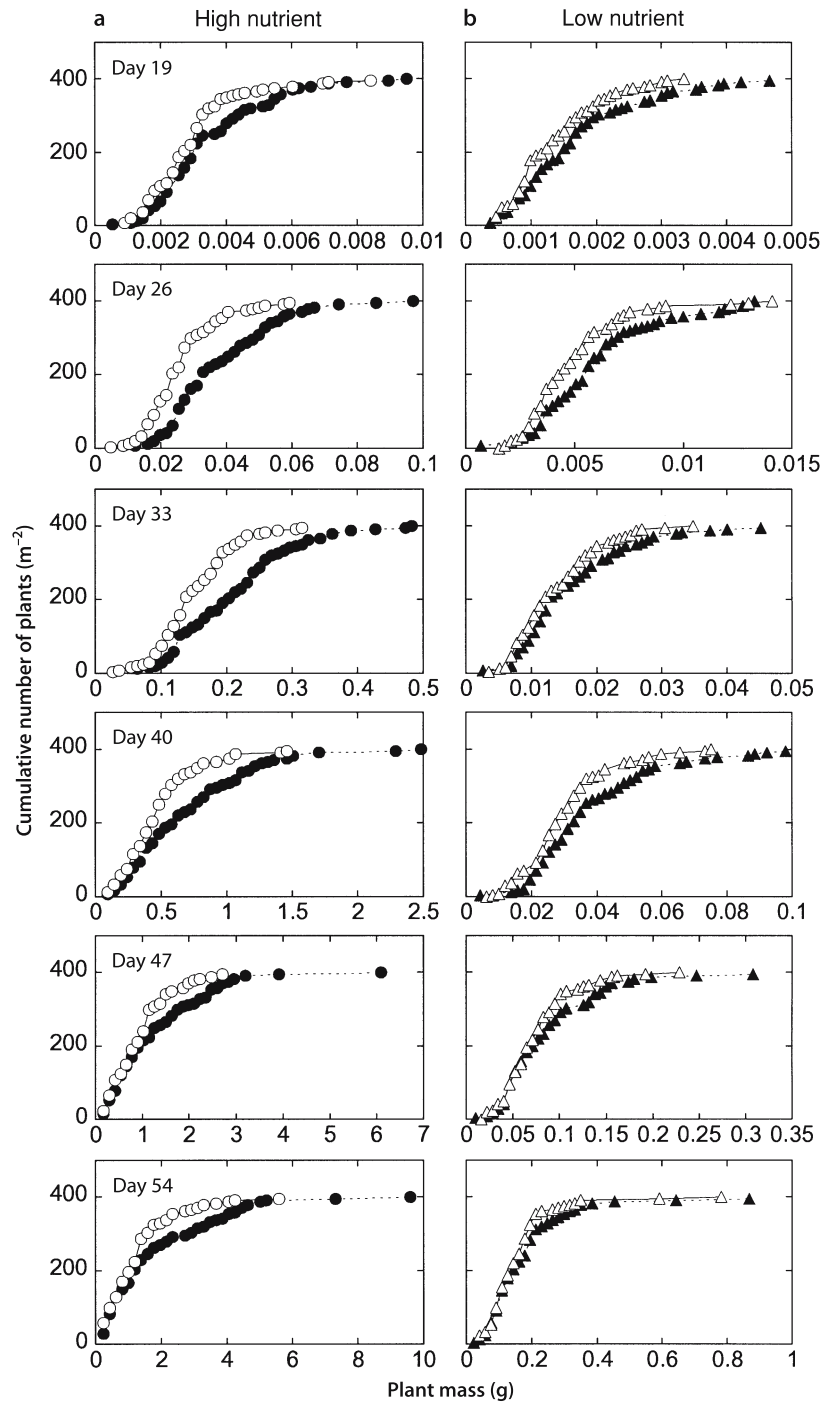 a High nutrient
b Low nutrient
Day 19
400
200
0
0 0.002 0.004 0.006 0.008 0.01
0 0.001 0.002 0.003 0.004 0.005
Day 26
400
200
0
0 0.02 0.04 0.06 0.08 0.1
0 0.005 0.01 0.015
Day 33
400
200
0
0 0.1 0.2 0.3 0.4 0.5
0 0.01 0.02 0.03 0.04 0.05
Day 40
400
200
0
0 0.5 1 1.5 2 2.5
0 0.02 0.04 0.06 0.08 0.1
Day 47
400
200
0
0 1 2 3 4 5 6 7
0 0.05 0.1 0.15 0.2 0.25 0.3 0.35
Day 54
400
200
0
0 2 4 6 8 10
0 0.2 0.4 0.6 0.8 1
Cumulative number of plants (m⁻²)
Plant mass (g)